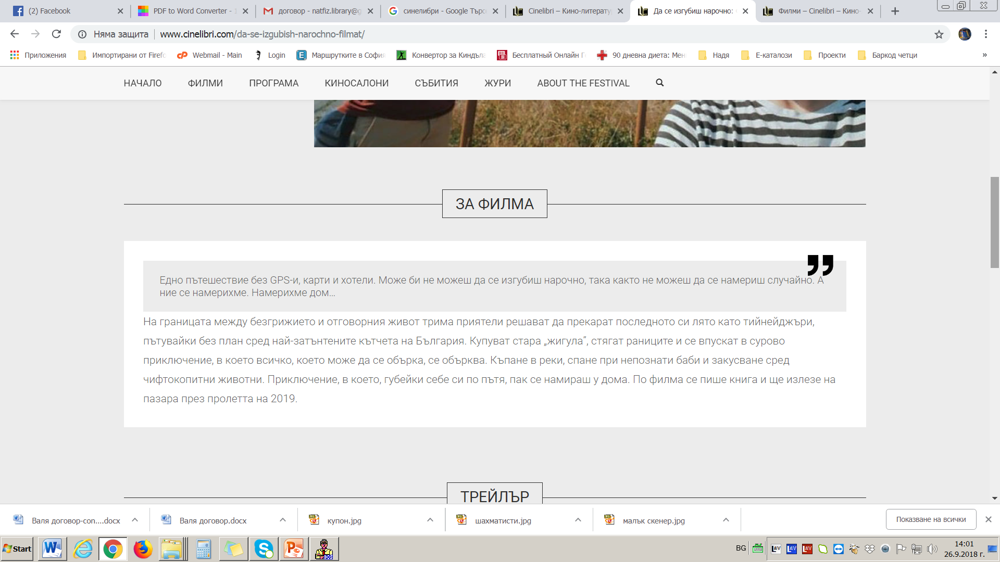 (2) Facebook
PDF to Word Converter -
договор - natfiz.library@g
синелибри - Google Търс
Cinelibri – Кино-литерату
Да се изгубиш нарочно:
Филми – Cinelibri – Кино-
Няма защита
www.cinelibri.com/da-se-izgubish-narochno-filmat/
Приложения
Импортирани от Firefo
Webmail - Main
Login
Маршрутките в София
Конвертор за Киндъл
Бесплатный Онлайн
90 дневна диета: Мен
Надя
Е-каталози
Проекти
Баркод четци
»
НАЧАЛО
ФИЛМИ
ПРОГРАМА
КИНОСАЛОНИ
СЪБИТИЯ
ЖУРИ
ABOUT THE FESTIVAL
ЗА ФИЛМА
Едно пътешествие без GPS-и, карти и хотели. Може би не можеш да се изгубиш нарочно, така както не можеш да се намериш случайно. А
ние се намерихме. Намерихме дом...
На границата между безгрижието и отговорния живот трима приятели решават да прекарат последното си лято като тийнейджъри,
пътувайки без план сред най-затънтените кътчета на България. Купуват стара „жигула”, стягат раниците и се впускат в сурово
приключение, в което всичко, което може да се обърка, се обърква. Къпане в реки, спане при непознати баби и закусване сред
чифтокопитни животни. Приключение, в което, губейки себе си по пътя, пак се намираш у дома. По филма се пише книга и ще излезе на
пазара през пролетта на 2019.
ТРЕЙЛЪР
Валя договор-con....docx
Валя договор.docx
купон.jpg
шахматисти.jpg
малък скенер.jpg
Показване на всички
Start
BG
LAV
LAV
LAV
14:01
26.9.2018 г.